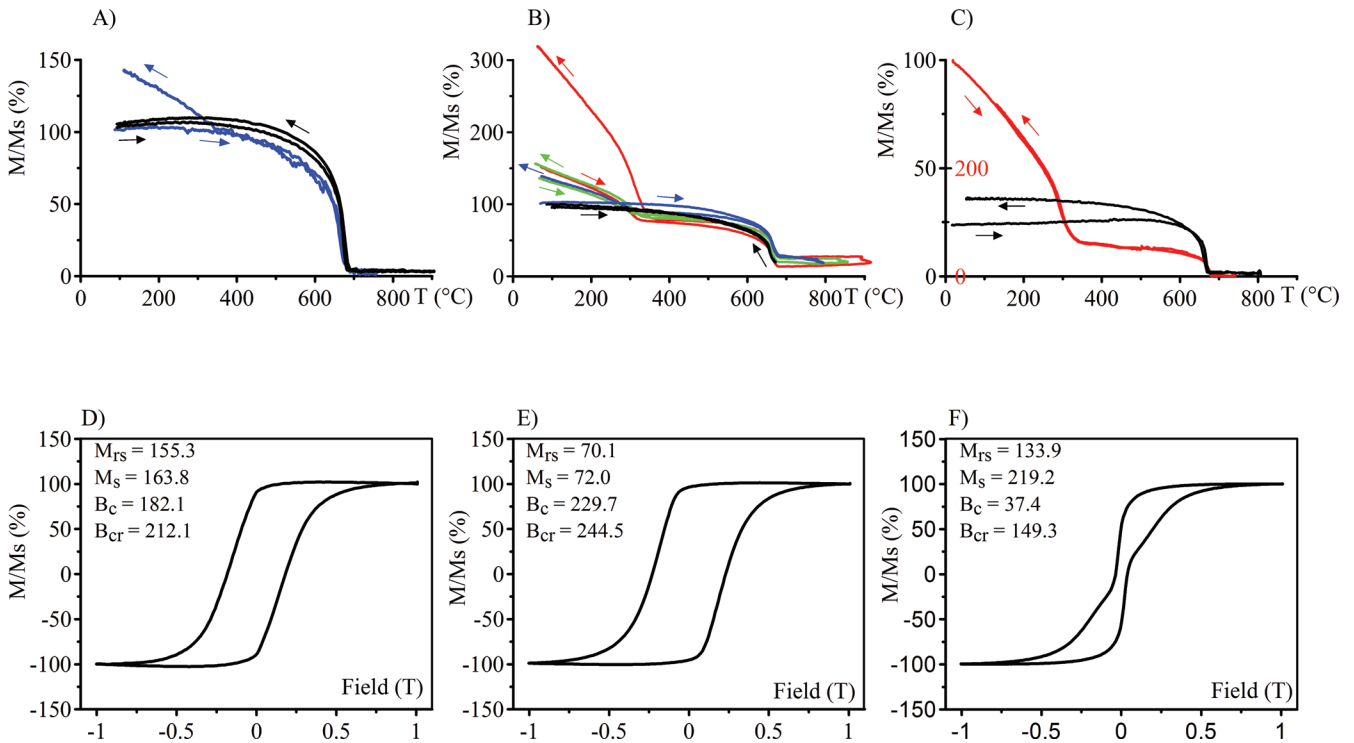 A)
B)
C)
M/Ms (%)
150
100
50
0
0
200
400
600
800
T (°C)
M/Ms (%)
300
200
100
0
0
200
400
600
800
T (°C)
M/Ms (%)
100
50
0
200
0
0
200
400
600
800
T (°C)
D)
E)
F)
M/Ms (%)
150
100
50
0
-50
-100
-150
Mrs = 155.3
Ms = 163.8
Bc = 182.1
Bcr = 212.1
Field (T)
-1
-0.5
0
0.5
1
M/Ms (%)
150
100
50
0
-50
-100
-150
Mrs = 70.1
Ms = 72.0
Bc = 229.7
Bcr = 244.5
Field (T)
-1
-0.5
0
0.5
1
M/Ms (%)
150
100
50
0
-50
-100
-150
Mrs = 133.9
Ms = 219.2
Bc = 37.4
Bcr = 149.3
Field (T)
-1
-0.5
0
0.5
1